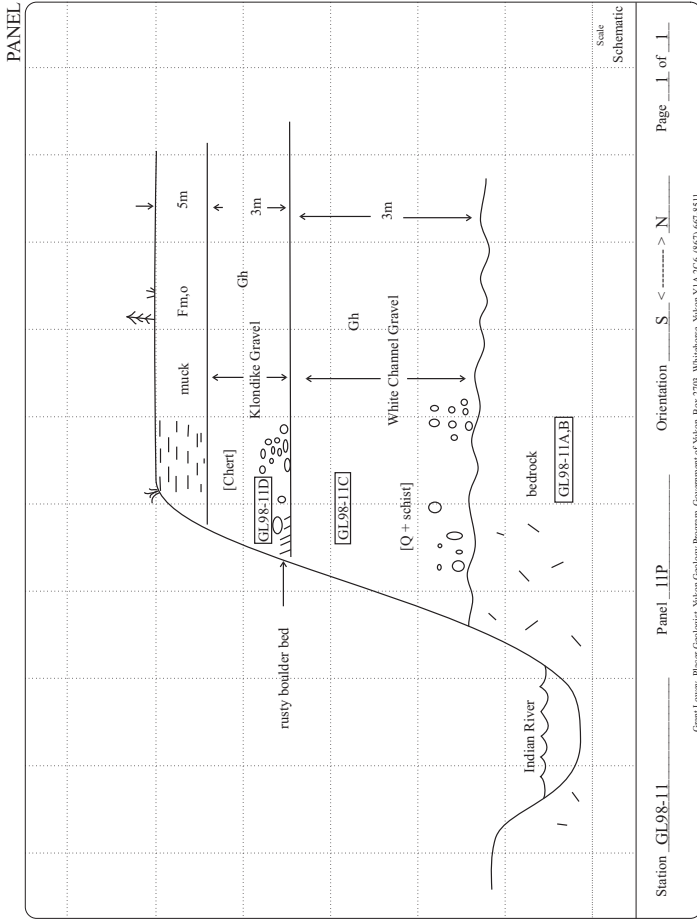 PANEL
muck
Fm,o
5m
[Chert]
Klondike Gravel
Gh
3m
GL98-11D
rusty boulder bed
GL98-11C
Gh
3m
[Q + schist]
White Channel Gravel
Indian River
bedrock
GL98-11A,B
Scale
Schematic
Station GL98-11 Panel 11P Orientation S < -------- > N Page 1 of 1
Grant Lowey, Placer Geologist, Yukon Geology Program, Government of Yukon, Box 2703, Whitehorse, Yukon Y1A 2C6 (867) 667-8511